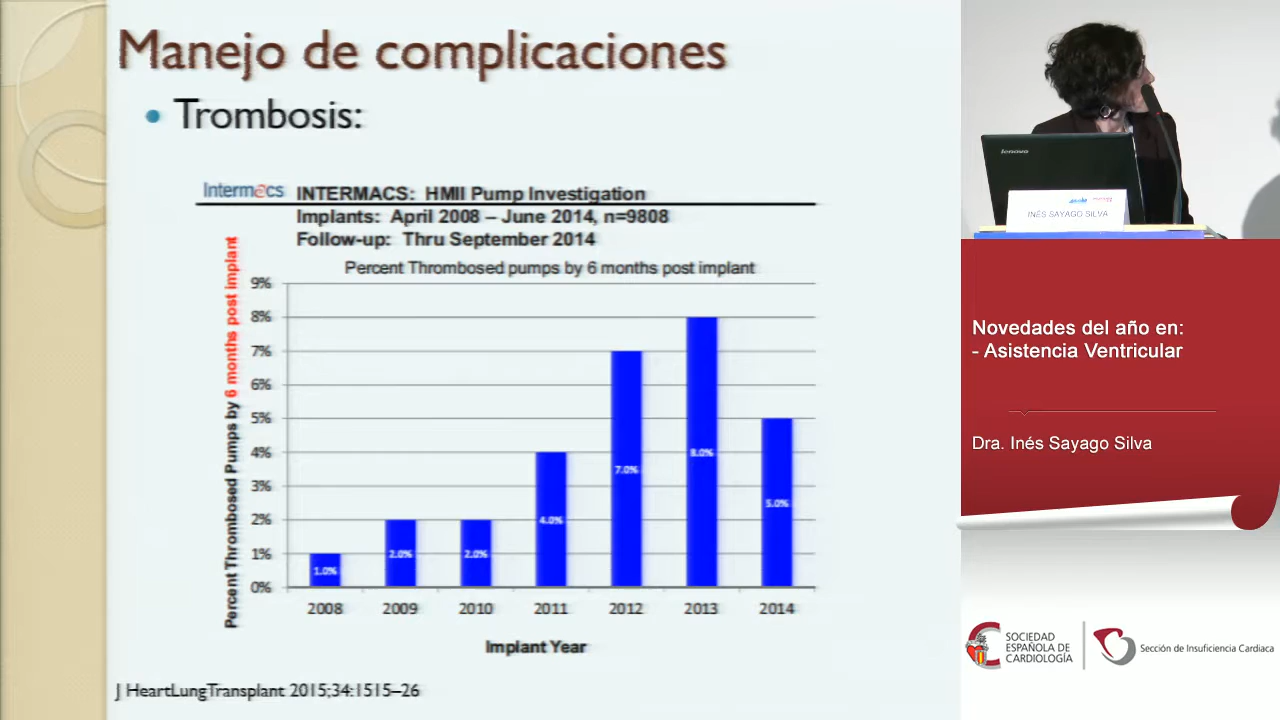 Manejo de complicaciones
• Trombosis:
Intermacs
INTERMACS: HMII Pump Investigation
Implants: April 2008 – June 2014, n=9808
Follow-up: Thru September 2014
Percent Thrombosed pumps by 6 months post implant
Percent Thrombosed Pumps by 6 months post implant
9%
8%
7%
6%
5%
4%
3%
2%
1%
0%
1.0%
2.0%
2.0%
4.0%
7.0%
8.0%
5.0%
2008 2009 2010 2011 2012 2013 2014
Implant Year
J HeartLungTransplant 2015;34:1515–26
lenovo
INÉS SAYAGO SILVA
Novedades del año en:
- Asistencia Ventricular
Dra. Inés Sayago Silva
SOCIEDAD
ESPAÑOLA DE
CARDIOLOGÍA
Sección de Insuficiencia Cardiaca